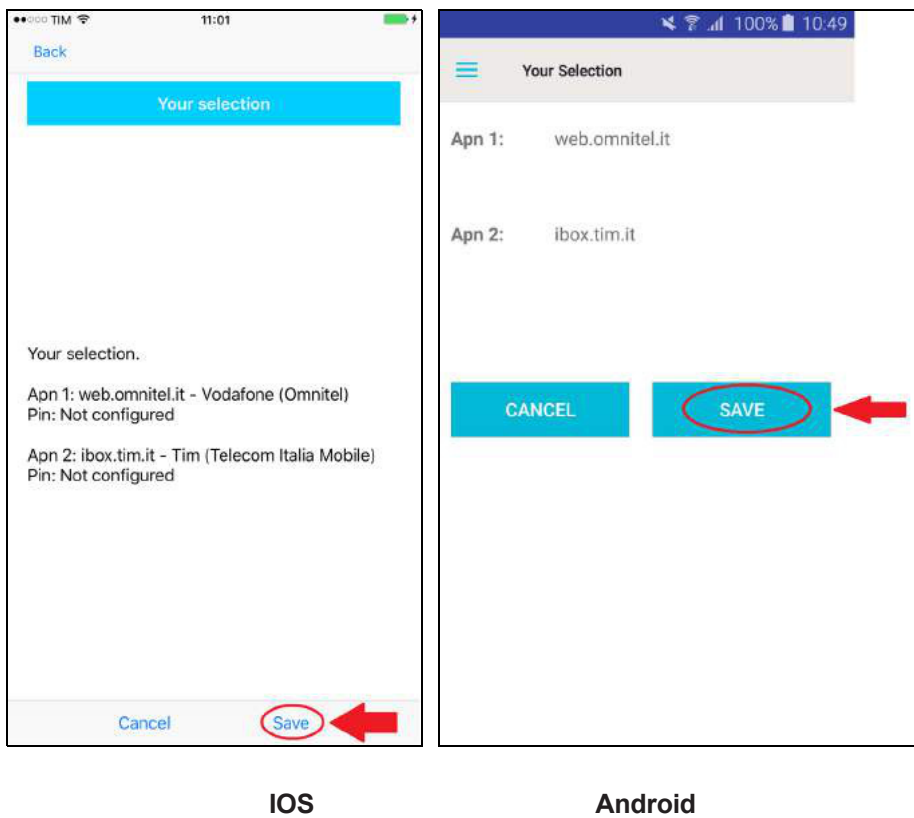 TIM 11:01
Back
Your selection
Your selection.
Apn 1: web.omnitel.it - Vodafone (Omnitel)
Pin: Not configured
Apn 2: ibox.tim.it - Tim (Telecom Italia Mobile)
Pin: Not configured
Cancel Save
100% 10:49
Your Selection
Apn 1: web.omnitel.it
Apn 2: ibox.tim.it
CANCEL SAVE
IOS Android